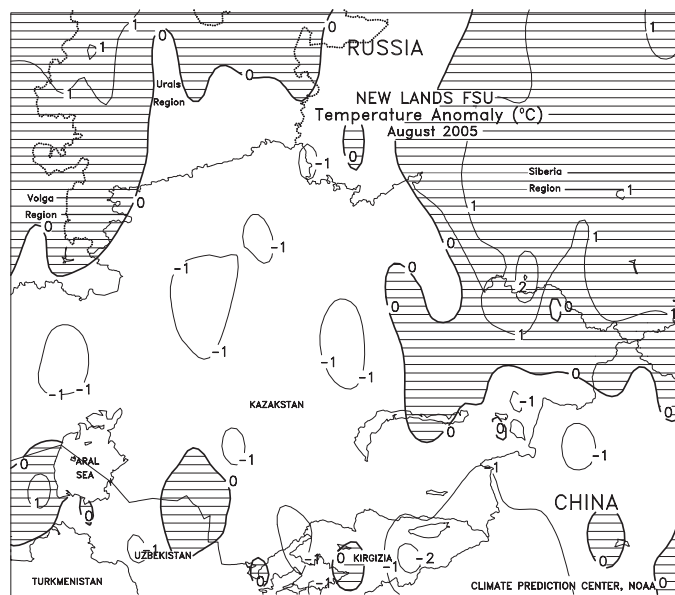 RUSSIA
NEW LANDS FSU
Temperature Anomaly (°C)
August 2005
Urals
Region
Volga
Region
Siberia
Region
KAZAKSTAN
ARAL
SEA
CHINA
UZBEKISTAN
KIRGIZIA
TURKMENISTAN
CLIMATE PREDICTION CENTER, NOAA